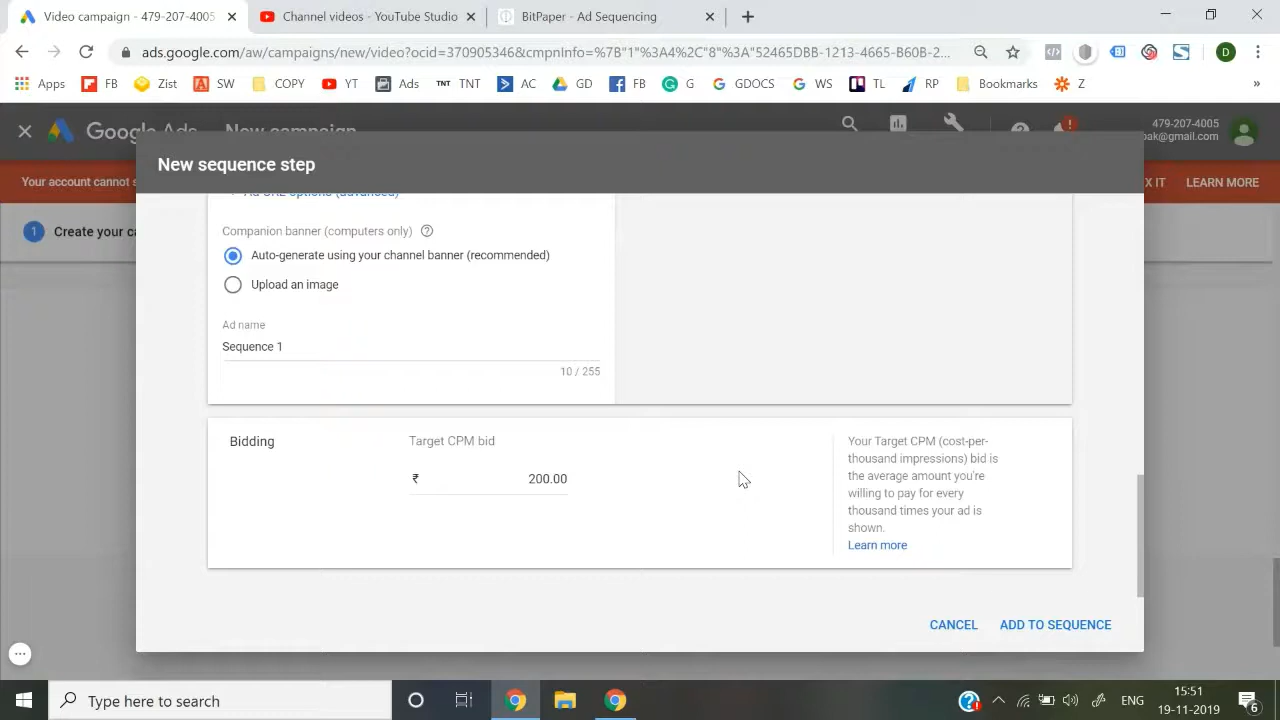 Video campaign - 479-207-4005
Channel videos - YouTube Studio
BitPaper - Ad Sequencing
ads.google.com/aw/campaigns/new/video?ocid=370905346&cmpnInfo=%7B"1"%3A4%2C"8"%3A"52465DBB-1213-4665-B60B-2...
D
Apps FB Zist SW COPY YT Ads TNT TNT AC GD FB G GDOCS WS TL RP Bookmarks Z »
Google Ads New campaign
479-207-4005
oak@gmail.com
New sequence step
Your account cannot s
X IT LEARN MORE
1 Create your ca
Ad URL options (advanced)
Companion banner (computers only)
Auto-generate using your channel banner (recommended)
Upload an image
Ad name
Sequence 1
10 / 255
Bidding
Target CPM bid
₹ 200.00
Your Target CPM (cost-per-
thousand impressions) bid is
the average amount you're
willing to pay for every
thousand times your ad is
shown.
Learn more
CANCEL ADD TO SEQUENCE
Type here to search
ENG
15:51
19-11-2019
6